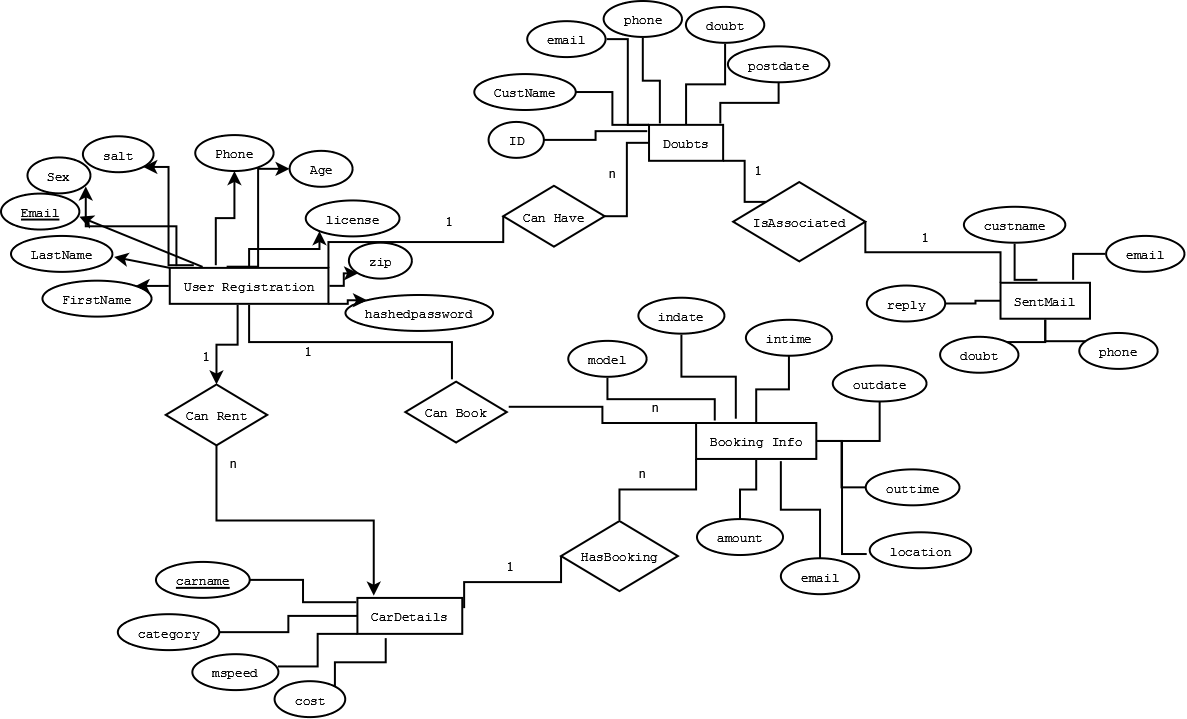 phone
doubt
email
postdate
CustName
ID
Doubts
salt
Phone
Age
Sex
Email
license
LastName
zip
User Registration
FirstName
hashedpassword
n
1
Can Have
1
IsAssociated
1
custname
email
SentMail
reply
doubt
phone
1
1
Can Rent
n
Can Book
n
model
indate
intime
outdate
Booking Info
outtime
location
amount
email
n
HasBooking
1
carname
CarDetails
category
mspeed
cost